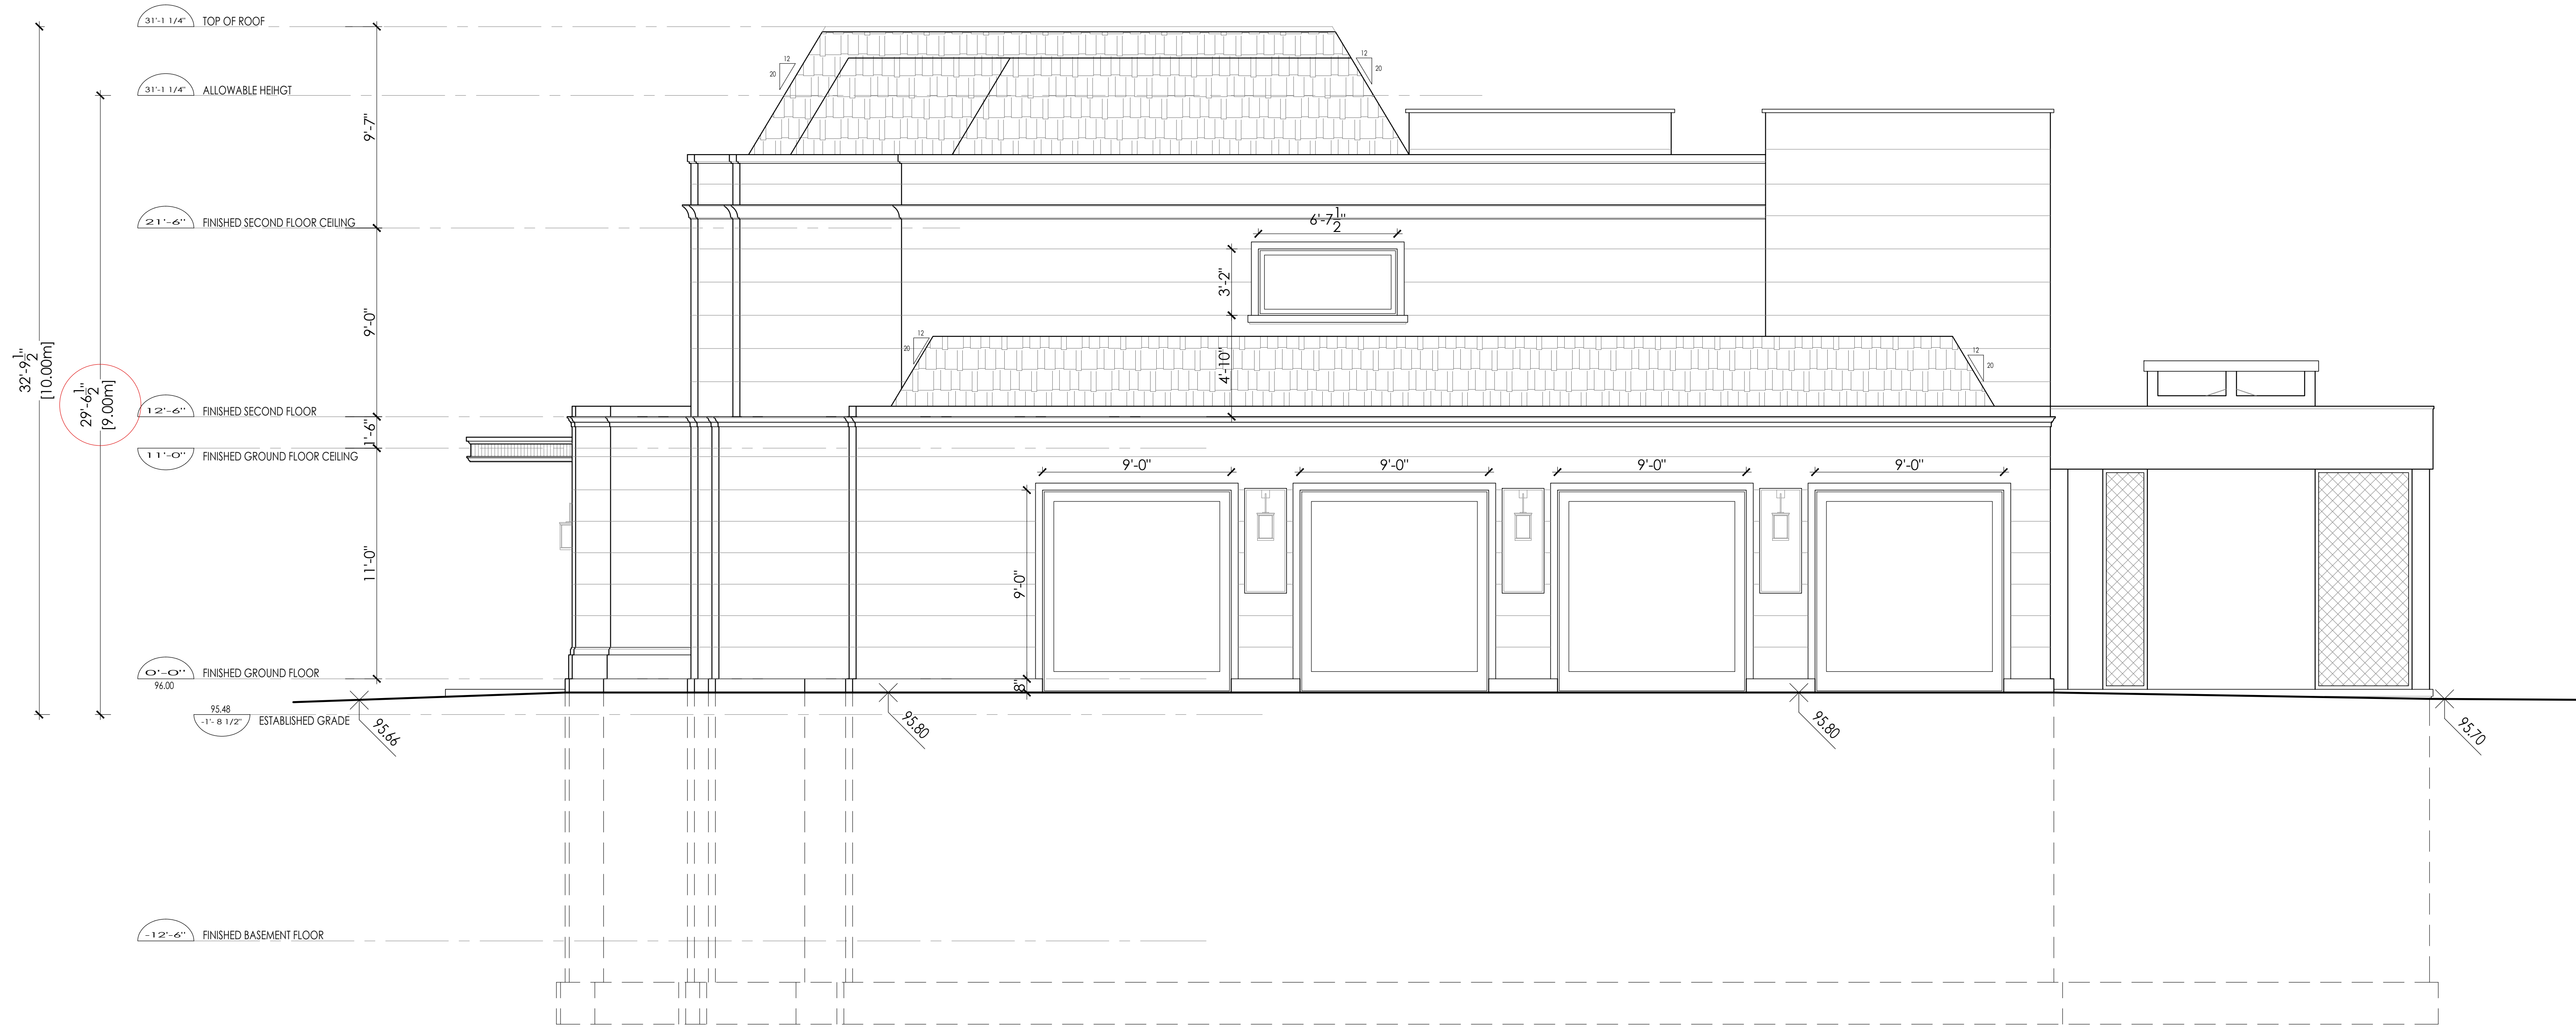 31'-1 1/4" TOP OF ROOF
12
20
12
20
31'-1 1/4" ALLOWABLE HEIHGT
9'-7"
21'-6" FINISHED SECOND FLOOR CEILING
6'-7 1/2"
3'-2"
9'-0"
12
20
12
20
4'-10"
32'-9 1/2"
[10.00m]
29'-6 1/2"
[9.00m]
12'-6" FINISHED SECOND FLOOR
1'-6"
11'-0" FINISHED GROUND FLOOR CEILING
9'-0" 9'-0" 9'-0" 9'-0"
11'-0"
9'-0"
0'-0" FINISHED GROUND FLOOR
96.00
8"
95.48
-1'- 8 1/2" ESTABLISHED GRADE
95.66
95.80
95.80
95.70
-12'-6" FINISHED BASEMENT FLOOR